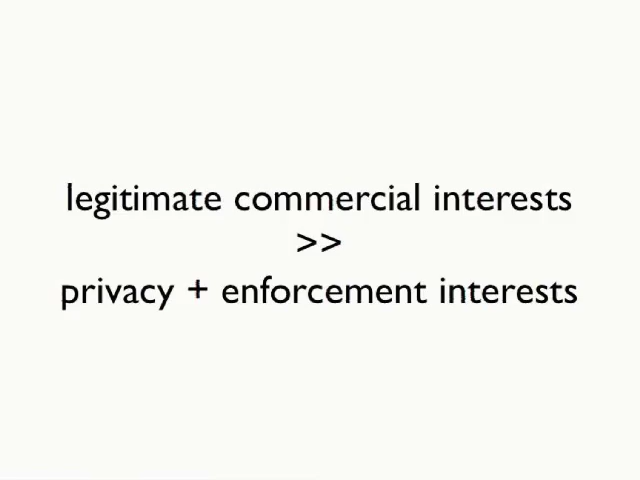 legitimate commercial interests
>>
privacy + enforcement interests